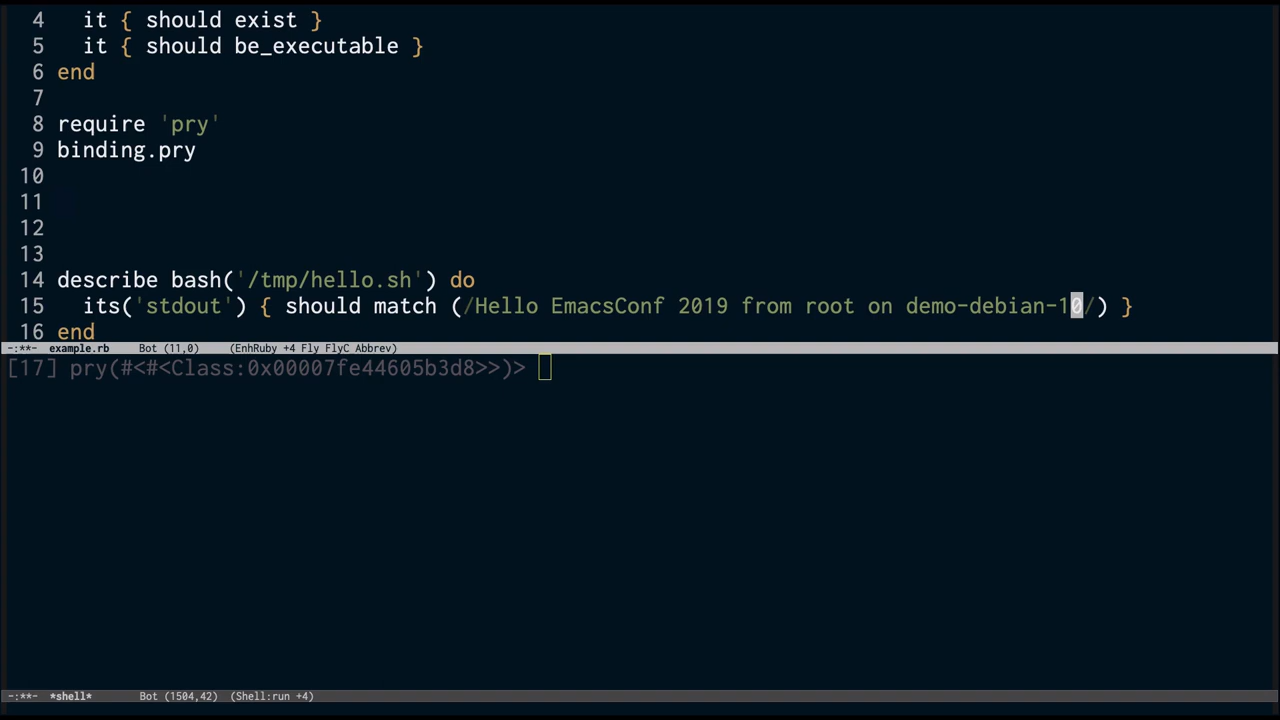 4 it { should exist }
5 it { should be_executable }
6 end
7
8 require 'pry'
9 binding.pry
10
11
12
13
14 describe bash('/tmp/hello.sh') do
15 its('stdout') { should match (/Hello EmacsConf 2019 from root on demo-debian-10/) }
16 end
-:**- example.rb Bot (11,0) (EnhRuby +4 Fly FlyC Abbrev)
[17] pry(#<#<Class:0x00007fe44605b3d8>>)>
-:**- *shell* Bot (1504,42) (Shell:run +4)